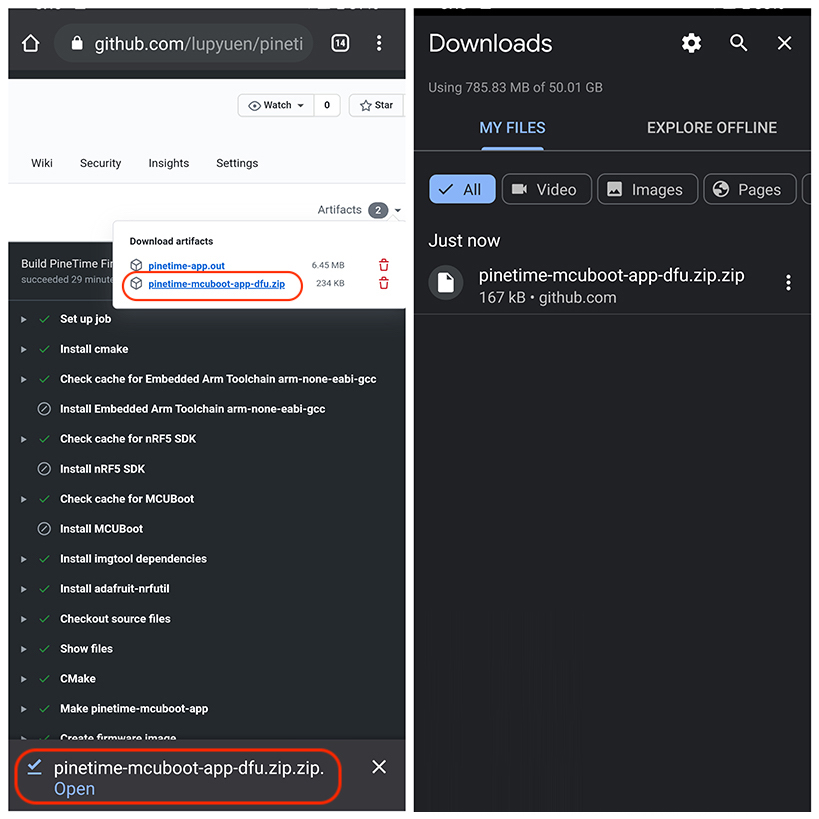 github.com/lupyuen/pineti
14
Watch
0
Star
Wiki
Security
Insights
Settings
Artifacts
2
Download artifacts
Build PineTime Fir
succeeded 29 minute
pinetime-app.out
6.45 MB
pinetime-mcuboot-app-dfu.zip
234 KB
Set up job
Install cmake
Check cache for Embedded Arm Toolchain arm-none-eabi-gcc
Install Embedded Arm Toolchain arm-none-eabi-gcc
Check cache for nRF5 SDK
Install nRF5 SDK
Check cache for MCUBoot
Install MCUBoot
Install imgtool dependencies
Install adafruit-nrfutil
Checkout source files
Show files
CMake
Make pinetime-mcuboot-app
Create firmware image
pinetime-mcuboot-app-dfu.zip.zip.
Open
Downloads
Using 785.83 MB of 50.01 GB
MY FILES
EXPLORE OFFLINE
All
Video
Images
Pages
Just now
pinetime-mcuboot-app-dfu.zip.zip
167 kB • github.com